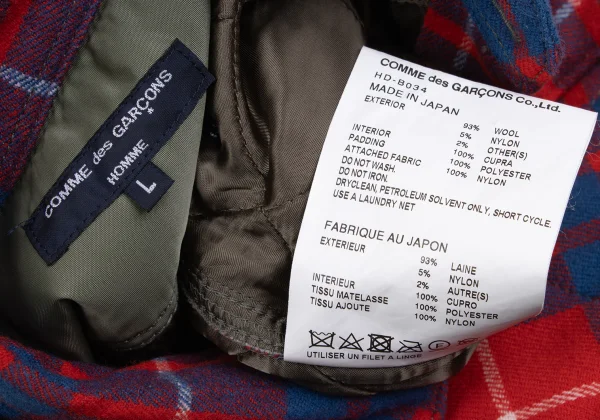 COMME des GARÇONS
HOMME
L
COMME des GARÇONS Co.,Ltd.
HD-B034
MADE IN JAPAN
EXTERIOR
93% WOOL
5% NYLON
2% OTHER(S)
INTERIOR 100% CUPRA
PADDING 100% POLYESTER
ATTACHED FABRIC 100% NYLON
DO NOT WASH.
DO NOT IRON.
DRYCLEAN, PETROLEUM SOLVENT ONLY, SHORT CYCLE.
USE A LAUNDRY NET
FABRIQUE AU JAPON
EXTERIEUR
93% LAINE
5% NYLON
2% AUTRE(S)
INTERIEUR 100% CUPRO
TISSU MATELASSE 100% POLYESTER
TISSU AJOUTE 100% NYLON
UTILISER UN FILET A LINGE